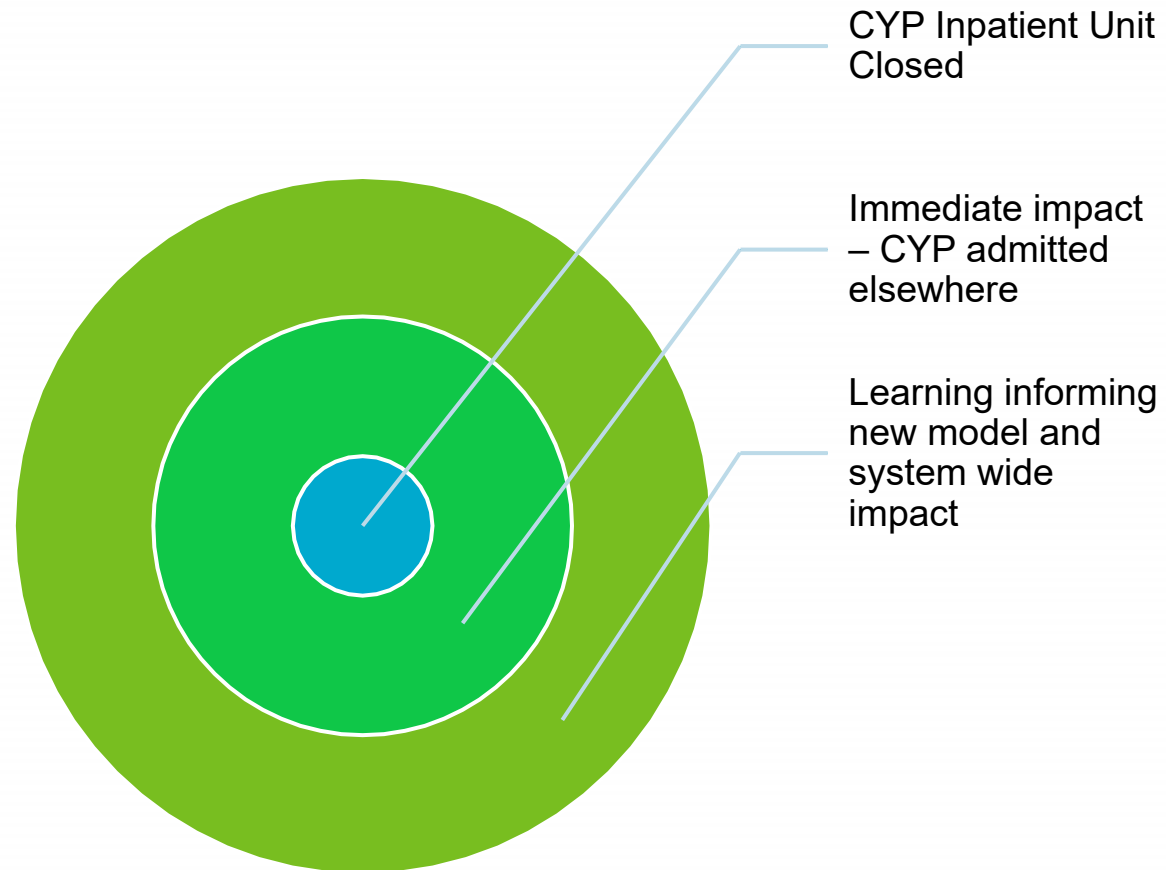 CYP Inpatient Unit
Closed
Immediate impact
– CYP admitted
elsewhere
Learning informing
new model and
system wide
impact